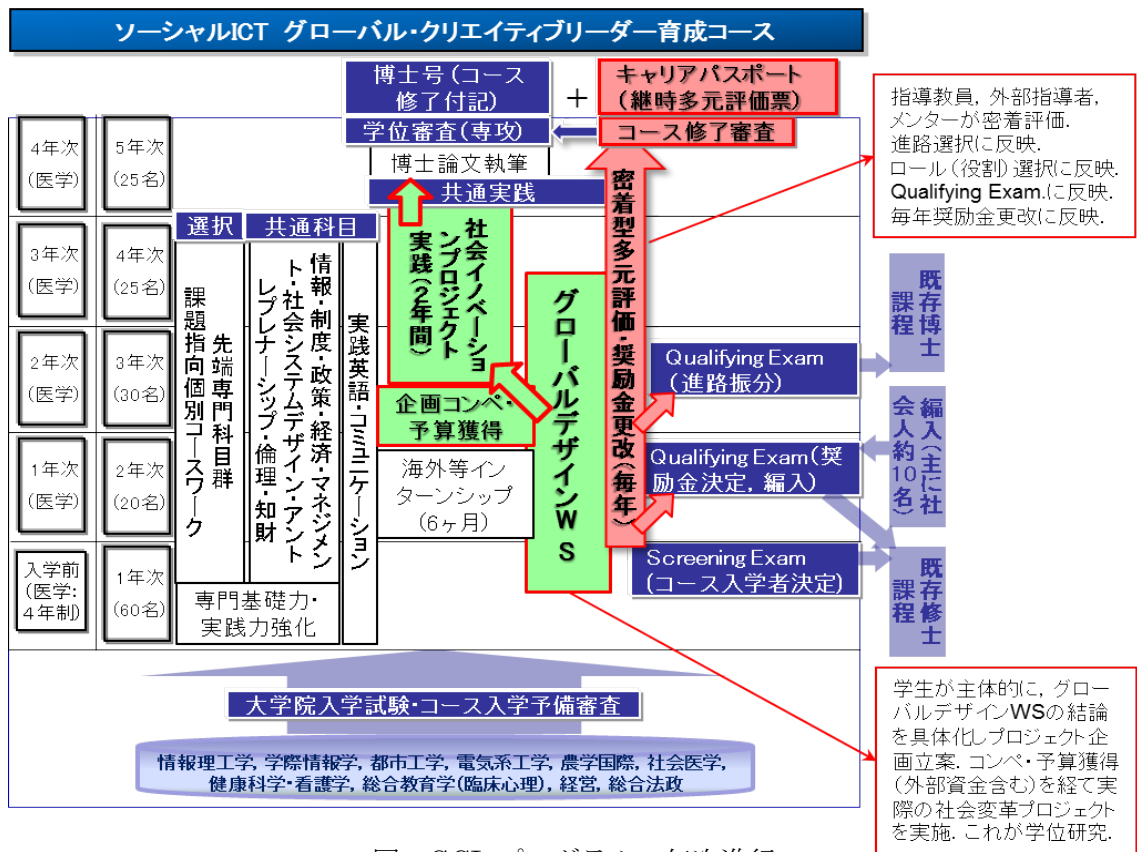 ソーシャルICT グローバル・クリエイティブリーダー育成コース
博士号(コース
修了付記)
+
キャリアパスポート
(継時多元評価票)
学位審査(専攻)
コース修了審査
博士論文執筆
共通実践
4年次
(医学)
5年次
(25名)
3年次
(医学)
4年次
(25名)
2年次
(医学)
3年次
(30名)
1年次
(医学)
2年次
(20名)
入学前
(医学:
4年制)
1年次
(60名)
選択
共通科目
先端専門科目群
課題指向個別コースワーク
情報・制度・政策・経済・マネジメン
ト・社会システムデザイン・アント
レプレナーシップ・倫理・知財
実践英語・コミュニケーション
専門基礎力・
実践力強化
社会イノベーショ
ンプロジェクト
実践(2年間)
企画コンペ・
予算獲得
海外等イン
ターンシップ
(6ヶ月)
グローバルデザインWS
密着型多元評価・奨励金更改(毎年)
Qualifying Exam
(進路振分)
Qualifying Exam(奨
励金決定, 編入)
Screening Exam
(コース入学者決定)
既存博士
課程
編入(主に社
会人約10名)
既存修士
課程
指導教員, 外部指導者,
メンターが密着評価.
進路選択に反映.
ロール(役割)選択に反映.
Qualifying Exam.に反映.
毎年奨励金更改に反映.
学生が主体的に, グロー
バルデザインWSの結論
を具体化しプロジェクト企
画立案. コンペ・予算獲得
(外部資金含む)を経て実
際の社会変革プロジェクト
を実施. これが学位研究.
大学院入学試験・コース入学予備審査
情報理工学, 学際情報学, 都市工学, 電気系工学, 農学国際, 社会医学,
健康科学・看護学, 総合教育学(臨床心理), 経営, 総合法政